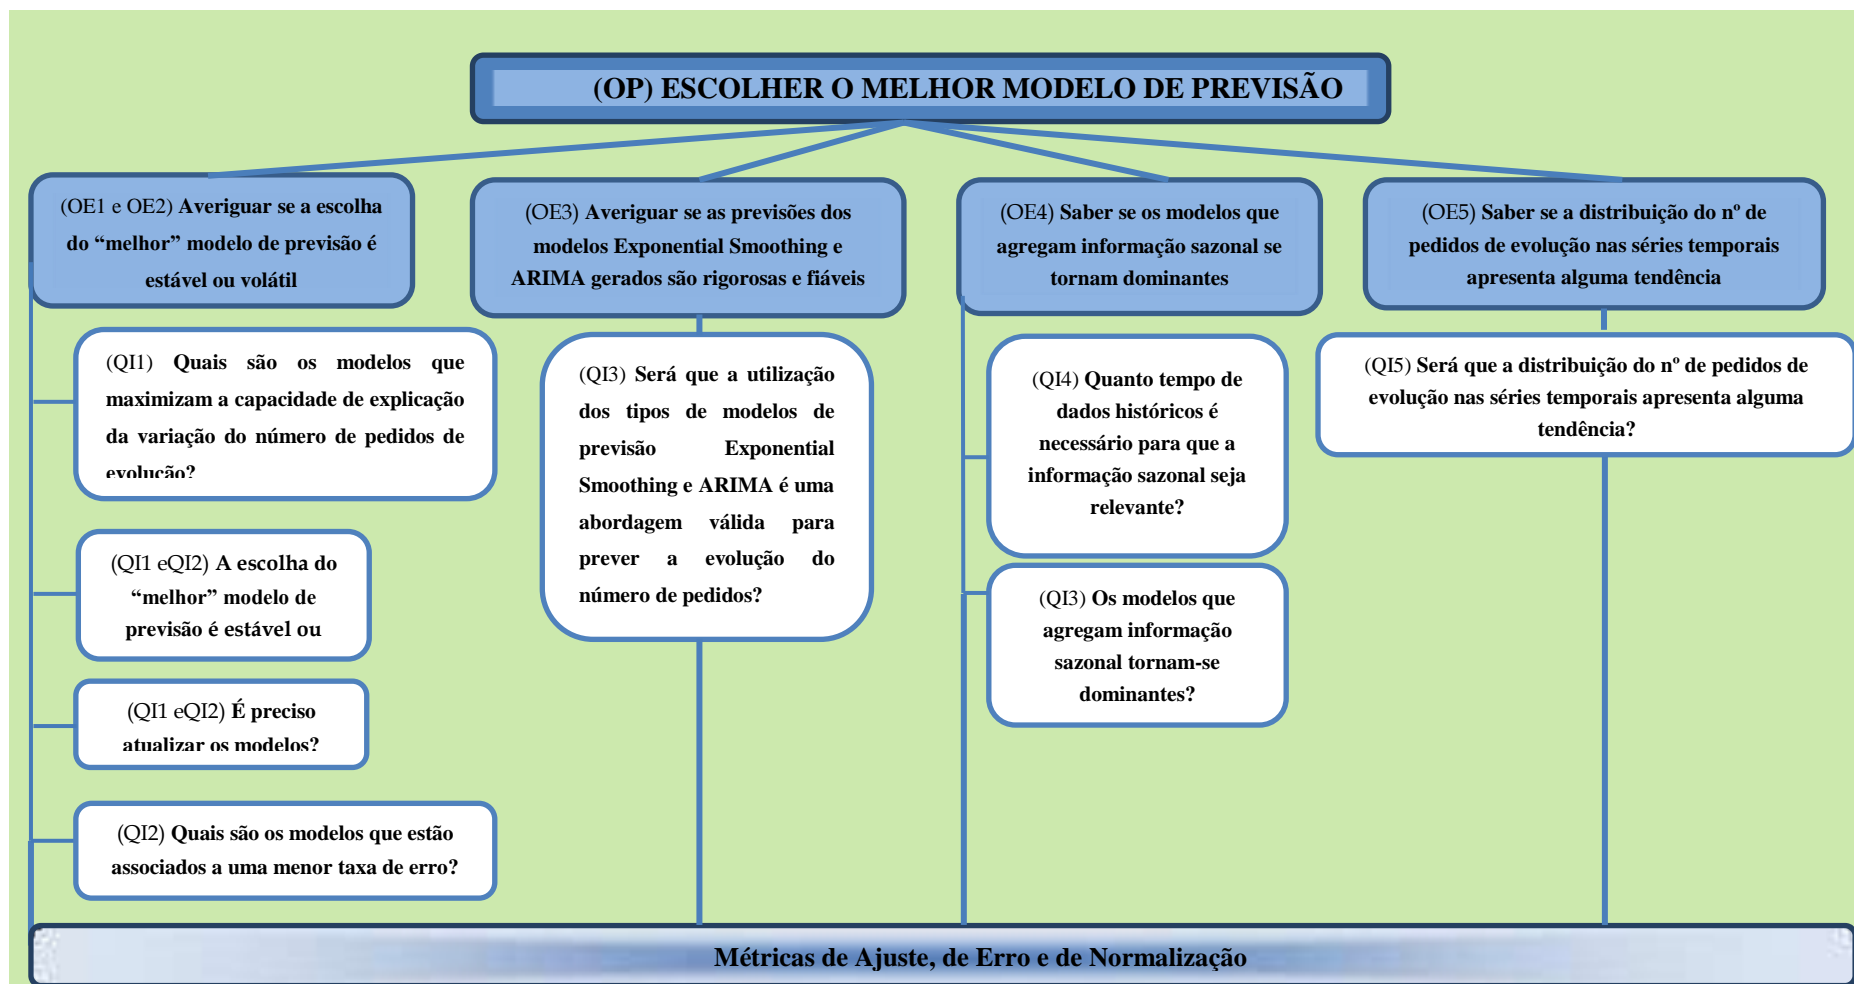 (OP) ESCOLHER O MELHOR MODELO DE PREVISÃO
(OE1 e OE2) Averiguar se a escolha
do “melhor” modelo de previsão é
estável ou volátil
(OE3) Averiguar se as previsões dos
modelos Exponential Smoothing e
ARIMA gerados são rigorosas e fiáveis
(OE4) Saber se os modelos que
agregam informação sazonal se
tornam dominantes
(OE5) Saber se a distribuição do nº de
pedidos de evolução nas séries temporais
apresenta alguma tendência
(QI1) Quais são os modelos que
maximizam a capacidade de explicação
da variação do número de pedidos de
evolução?
(QI1 eQI2) A escolha do
“melhor” modelo de
previsão é estável ou
(QI1 eQI2) É preciso
atualizar os modelos?
(QI2) Quais são os modelos que estão
associados a uma menor taxa de erro?
(QI3) Será que a utilização
dos tipos de modelos de
previsão Exponential
Smoothing e ARIMA é uma
abordagem válida para
prever a evolução do
número de pedidos?
(QI4) Quanto tempo de
dados históricos é
necessário para que a
informação sazonal seja
relevante?
(QI3) Os modelos que
agregam informação
sazonal tornam-se
dominantes?
(QI5) Será que a distribuição do nº de pedidos de
evolução nas séries temporais apresenta alguma
tendência?
Métricas de Ajuste, de Erro e de Normalização